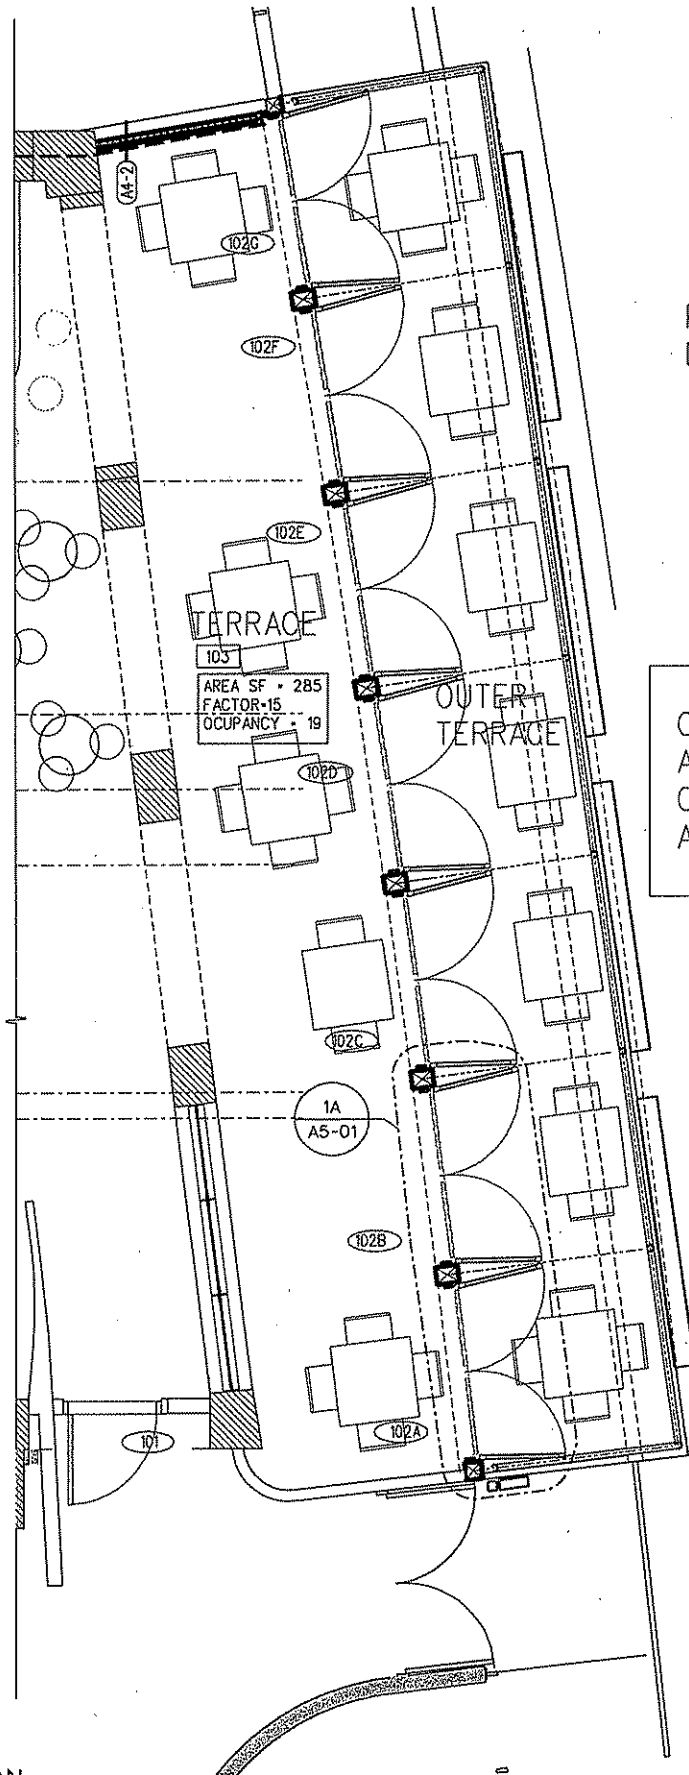 A4-2
102G
102F
102E
TERRACE
103
AREA SF • 285
FACTOR•15
OCUPANCY • 19
OUTER
TERRACE
102D
102C
1A
A5-01
102B
102A
101